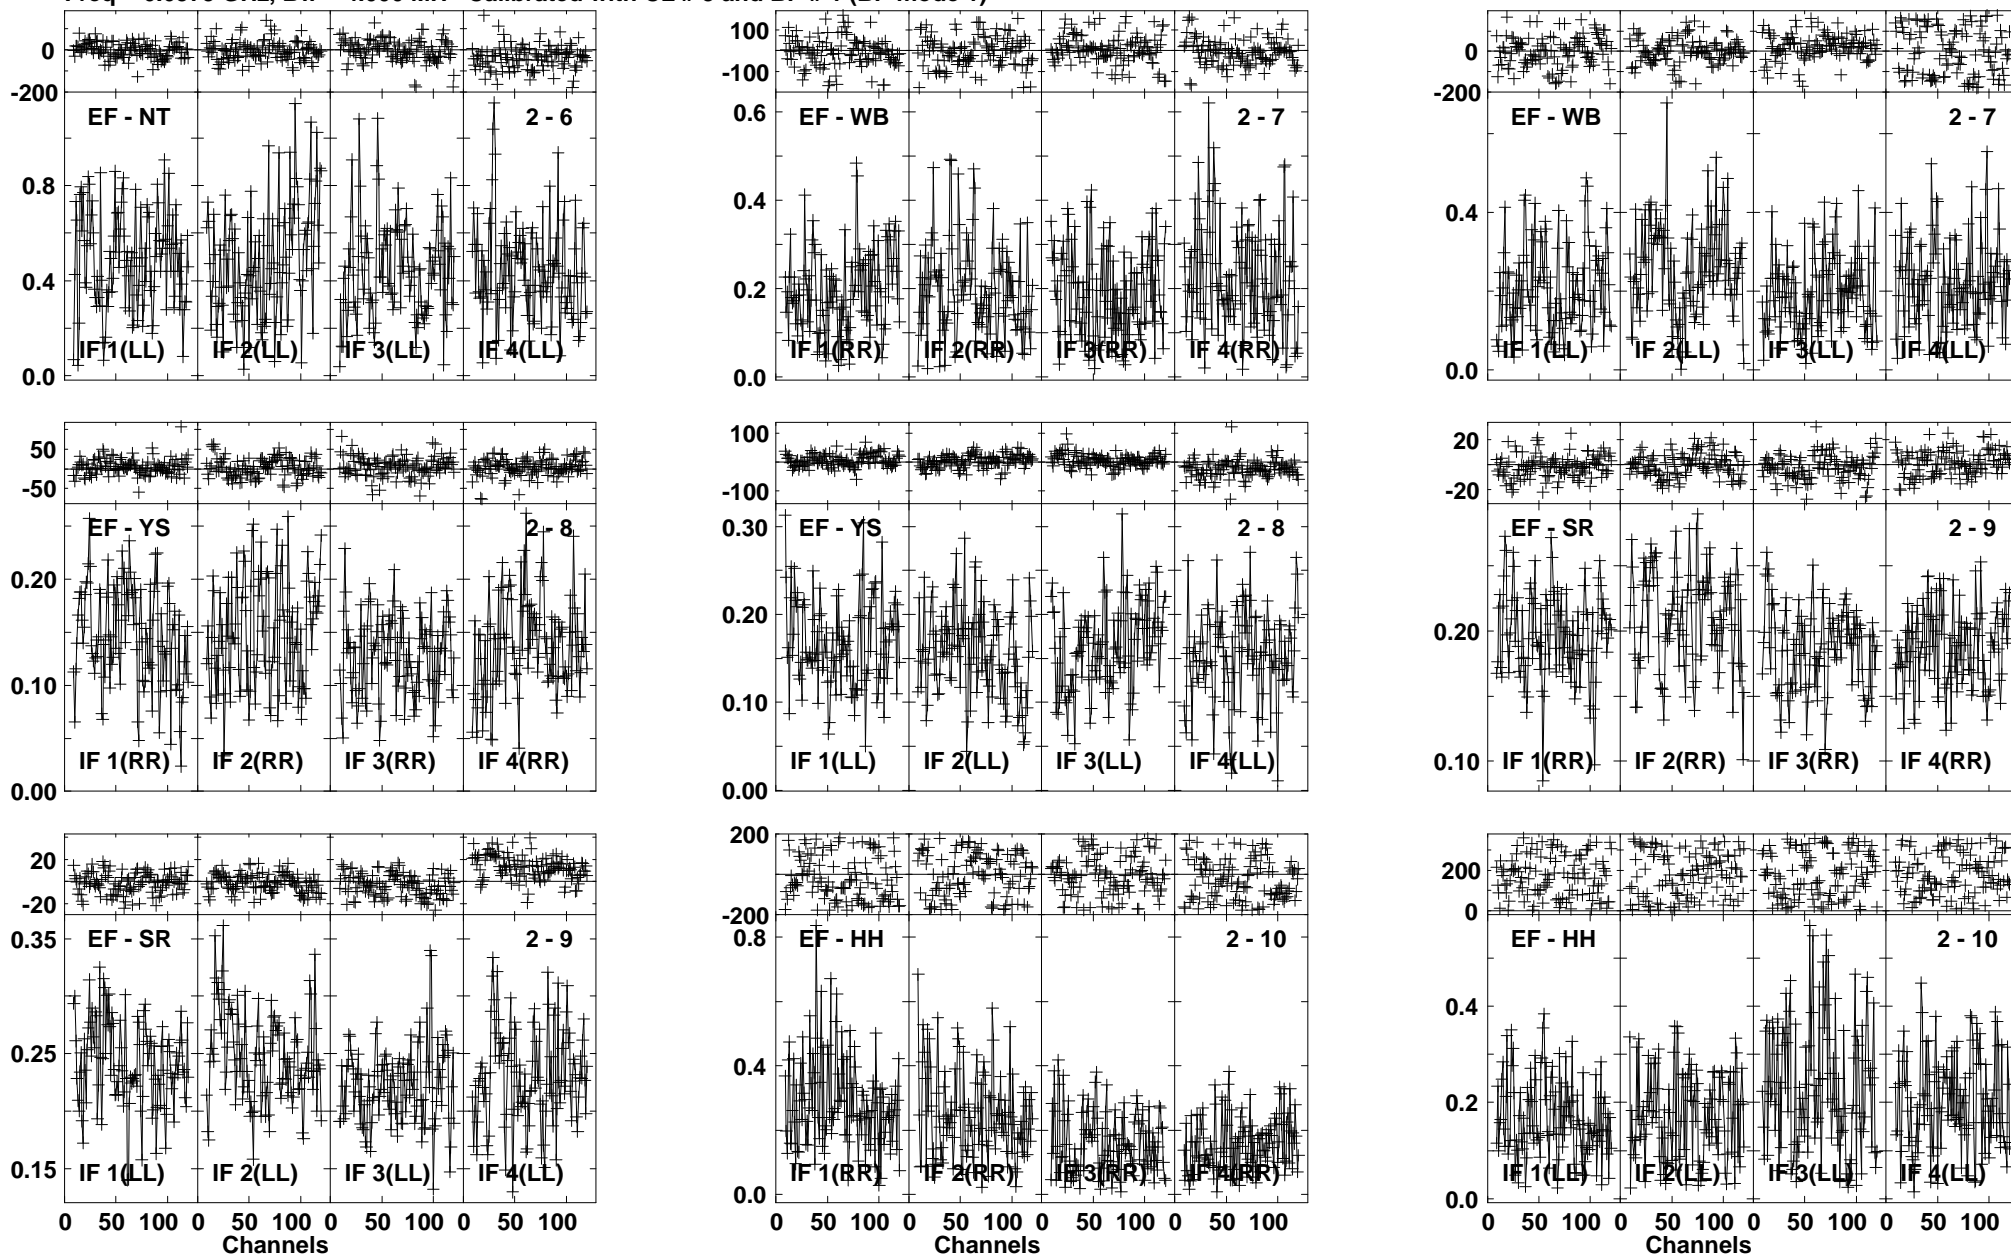 0
-200
EF - NT
2 - 6
0.8
0.4
0.0
IF 1(LL)
IF 2(LL)
IF 3(LL)
IF 4(LL)
100
0
-100
EF - WB
2 - 7
0.6
0.4
0.2
0.0
IF 1(RR)
IF 2(RR)
IF 3(RR)
IF 4(RR)
0
-200
EF - WB
2 - 7
0.4
0.0
IF 1(LL)
IF 2(LL)
IF 3(LL)
IF 4(LL)
50
-50
EF - YS
2 - 8
0.20
0.10
0.00
IF 1(RR)
IF 2(RR)
IF 3(RR)
IF 4(RR)
100
-100
EF - YS
2 - 8
0.30
0.20
0.10
0.00
IF 1(LL)
IF 2(LL)
IF 3(LL)
IF 4(LL)
20
-20
EF - SR
2 - 9
0.20
0.10
IF 1(RR)
IF 2(RR)
IF 3(RR)
IF 4(RR)
20
-20
EF - SR
2 - 9
0.35
0.25
0.15
IF 1(LL)
IF 2(LL)
IF 3(LL)
IF 4(LL)
0 50 100 0 50 100 0 50 100 0 50 100
Channels
200
-200
EF - HH
2 - 10
0.8
0.4
0.0
IF 1(RR)
IF 2(RR)
IF 3(RR)
IF 4(RR)
0 50 100 0 50 100 0 50 100 0 50 100
Channels
200
0
EF - HH
2 - 10
0.4
0.2
0.0
IF 1(LL)
IF 2(LL)
IF 3(LL)
IF 4(LL)
0 50 100 0 50 100 0 50 100 0 50 100
Channels